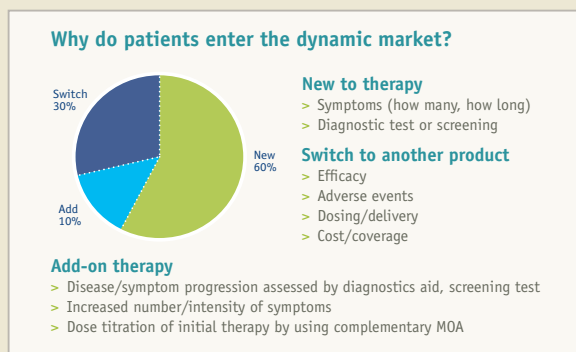 Why do patients enter the dynamic market?
Switch
30%
New
60%
Add
10%
New to therapy
> Symptoms (how many, how long)
> Diagnostic test or screening
Switch to another product
> Efficacy
> Adverse events
> Dosing/delivery
> Cost/coverage
Add-on therapy
> Disease/symptom progression assessed by diagnostics aid, screening test
> Increased number/intensity of symptoms
> Dose titration of initial therapy by using complementary MOA